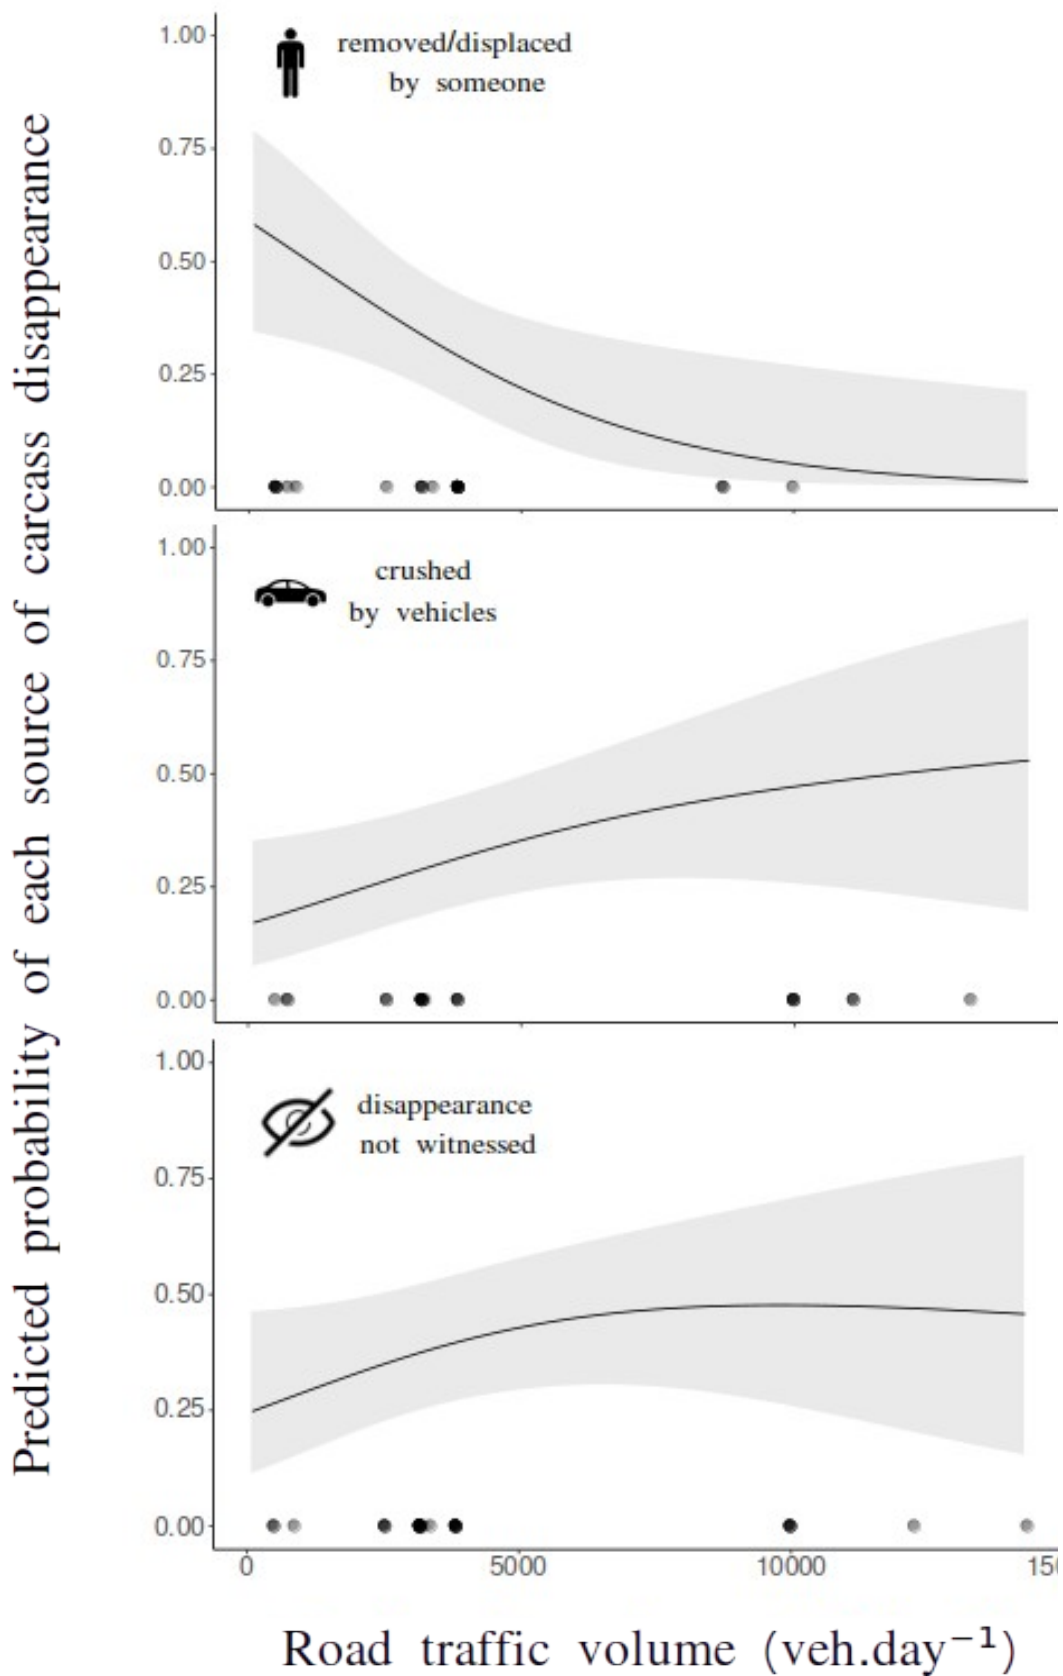 Predicted probability of each source of carcass disappearance
removed/displaced
by someone
1.00
0.75
0.50
0.25
0.00
crushed
by vehicles
1.00
0.75
0.50
0.25
0.00
disappearance
not witnessed
1.00
0.75
0.50
0.25
0.00
0 5000 10000 150
Road traffic volume (veh.day⁻¹)